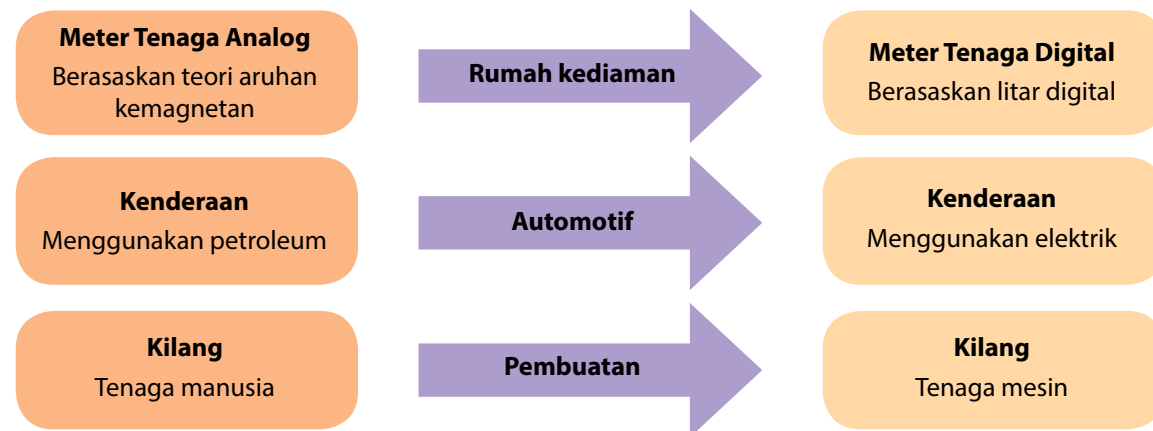 Meter Tenaga Analog
Berasaskan teori aruhan
kemagnetan
Rumah kediaman
Meter Tenaga Digital
Berasaskan litar digital
Kenderaan
Menggunakan petroleum
Automotif
Kenderaan
Menggunakan elektrik
Kilang
Tenaga manusia
Pembuatan
Kilang
Tenaga mesin